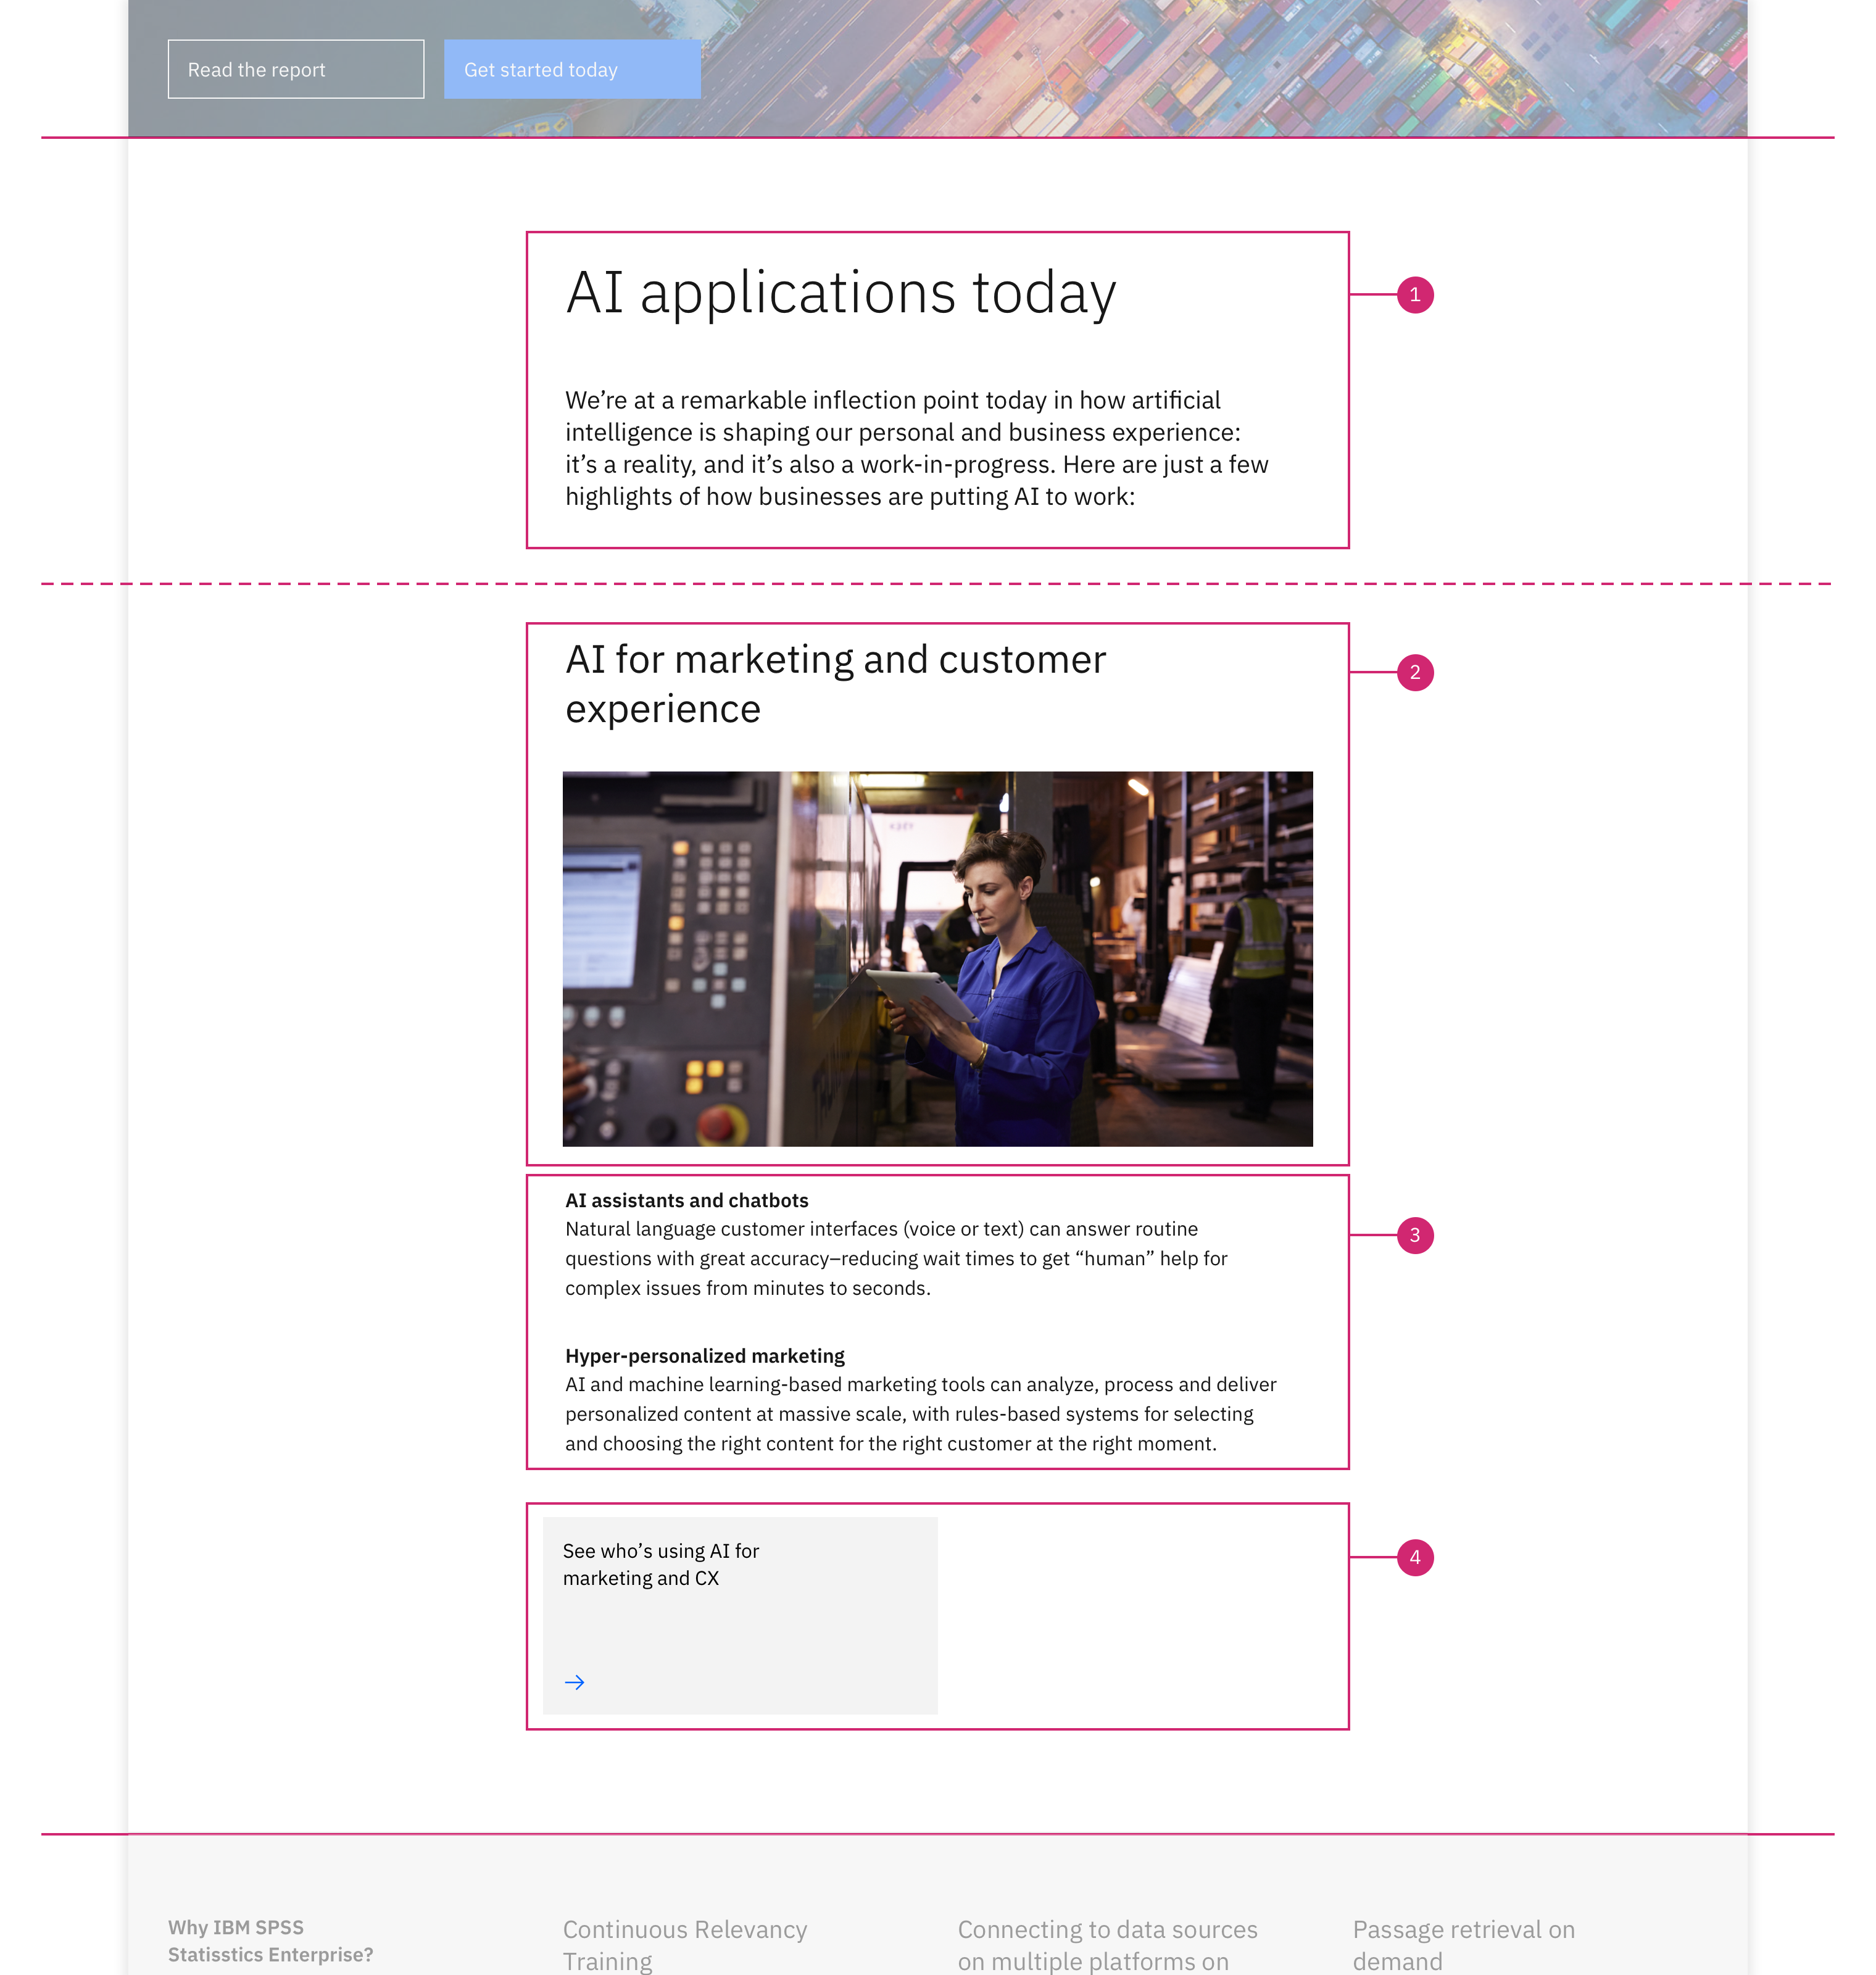 Read the report
Get started today
AI applications today
1
We’re at a remarkable inflection point today in how artificial
intelligence is shaping our personal and business experience:
it’s a reality, and it’s also a work-in-progress. Here are just a few
highlights of how businesses are putting AI to work:
AI for marketing and customer
experience
2
AI assistants and chatbots
Natural language customer interfaces (voice or text) can answer routine
questions with great accuracy–reducing wait times to get “human” help for
complex issues from minutes to seconds.
3
Hyper-personalized marketing
AI and machine learning-based marketing tools can analyze, process and deliver
personalized content at massive scale, with rules-based systems for selecting
and choosing the right content for the right customer at the right moment.
See who’s using AI for
marketing and CX
4
Why IBM SPSS
Statisstics Enterprise?
Continuous Relevancy
Training
Connecting to data sources
on multiple platforms on
Passage retrieval on
demand